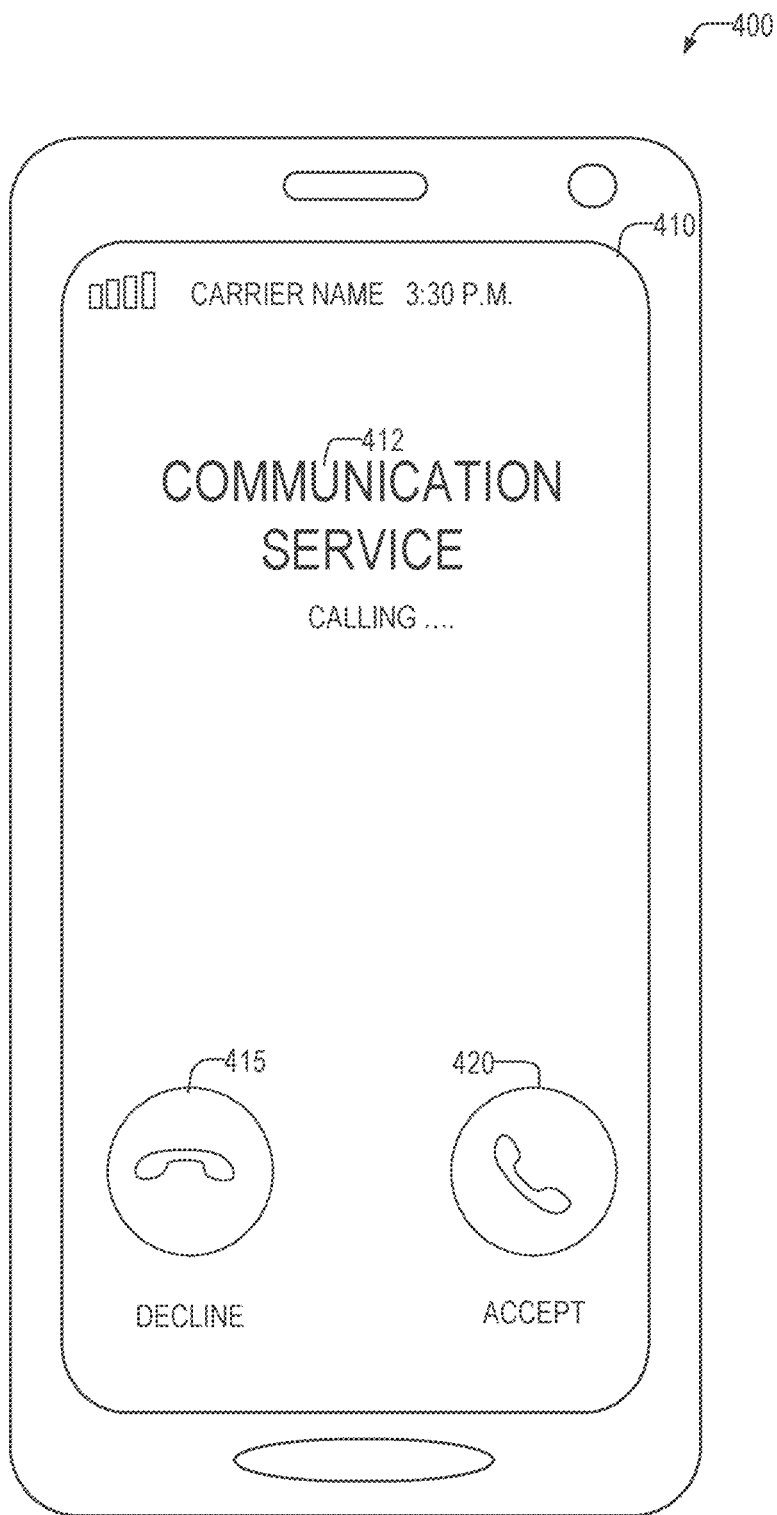 400
410
CARRIER NAME 3:30 P.M.
412
COMMUNICATION
SERVICE
CALLING ....
415 420
DECLINE ACCEPT